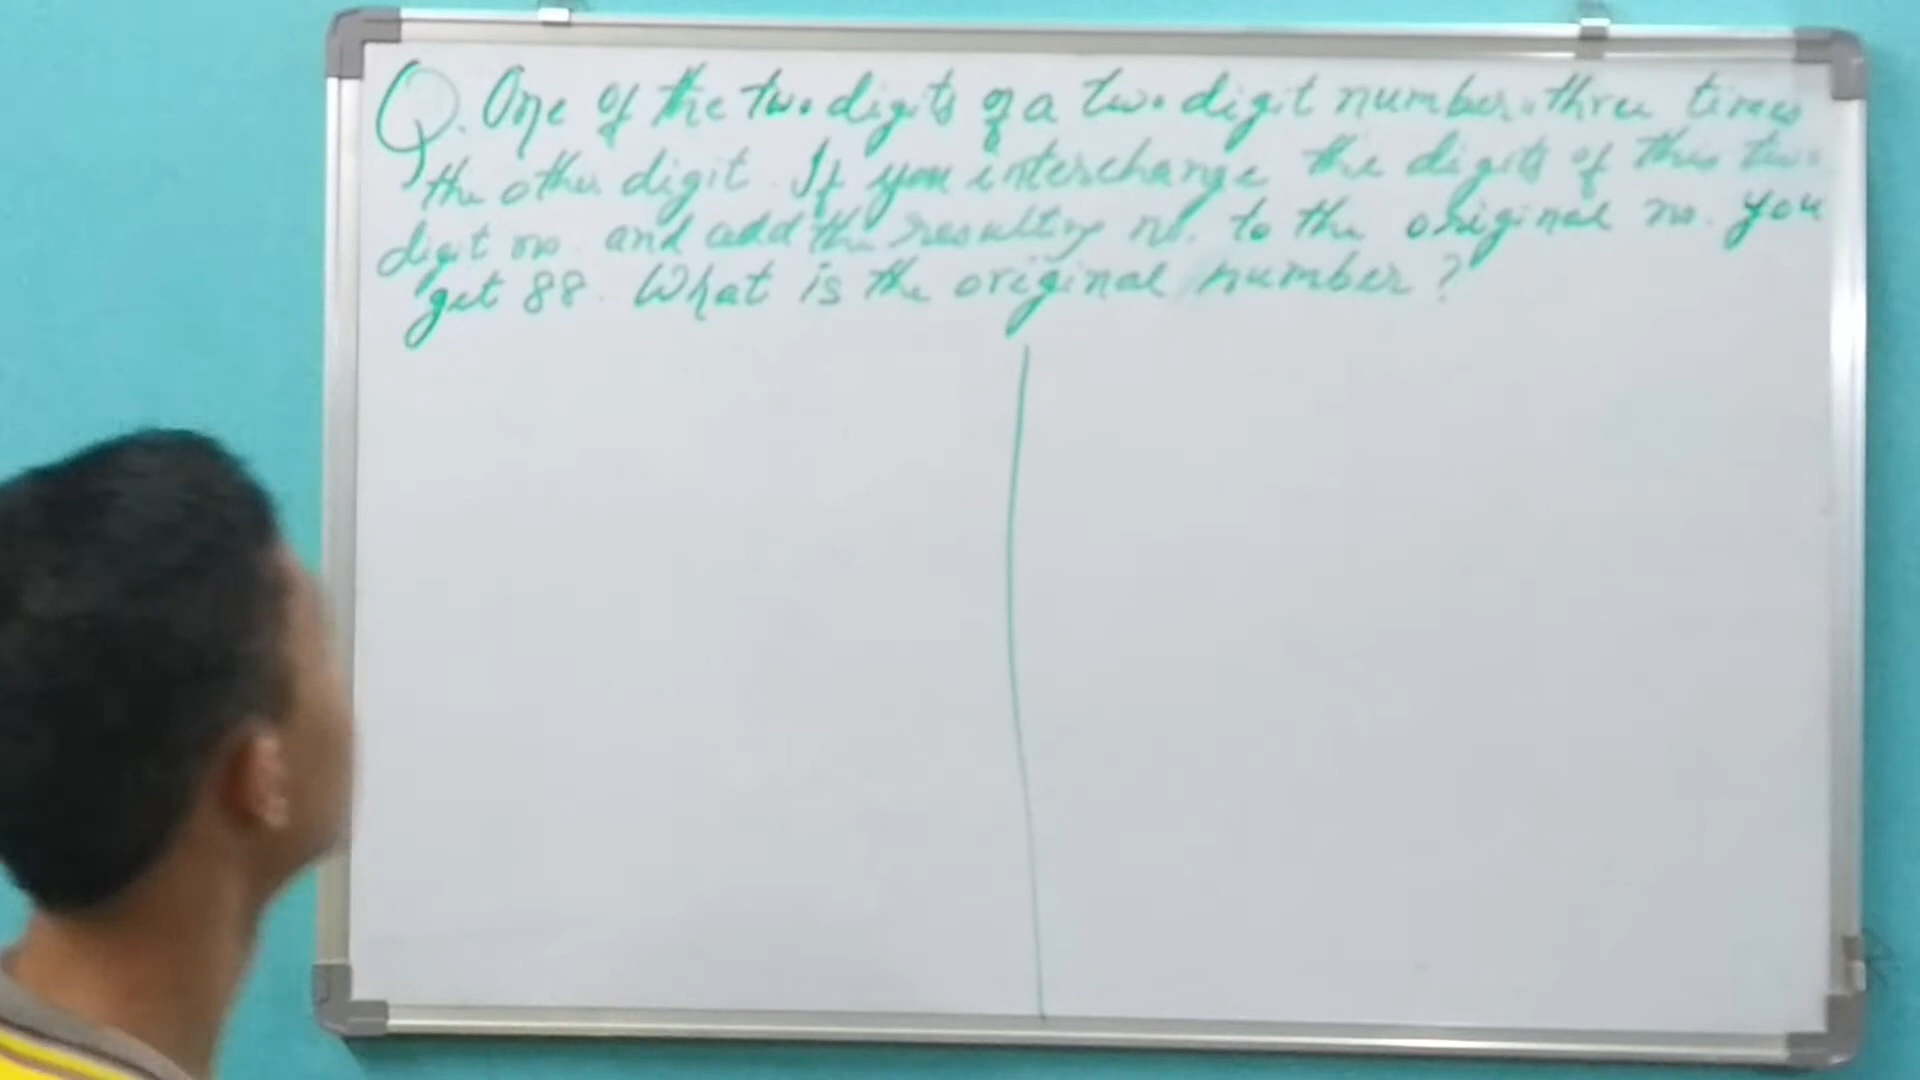 Q. One of the two digits of a two digit number is three times
the other digit. If you interchange the digits of this two
digit no. and add the resulting no. to the original no. you
get 88. What is the original number?